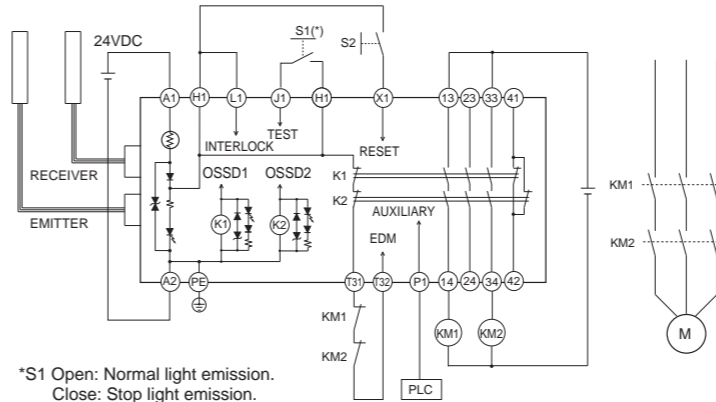 S1(*)
S2
24VDC
A1 H1 L1 J1 H1 X1 13 23 33 41
TEST
INTERLOCK
RESET
RECEIVER
OSSD1 OSSD2
K1
KM1
EMITTER
K2
AUXILIARY
K1 K2
EDM
KM2
A2 PE T31 T32 P1 14 24 34 42
KM1
KM1 KM2
M
KM2
*S1 Open: Normal light emission.
Close: Stop light emission.
PLC